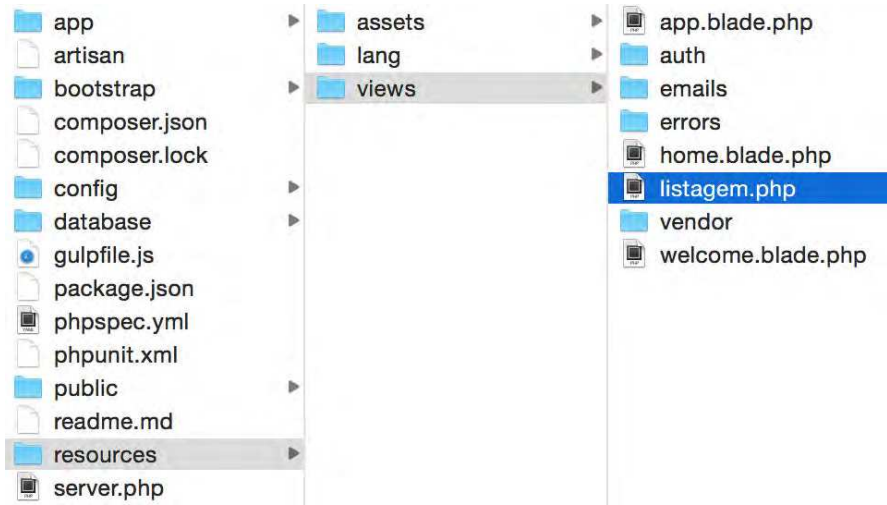 app
artisan
bootstrap
composer.json
composer.lock
config
database
gulpfile.js
package.json
phpspec.yml
phpunit.xml
public
readme.md
resources
server.php
assets
lang
views
app.blade.php
auth
emails
errors
home.blade.php
listagem.php
vendor
welcome.blade.php